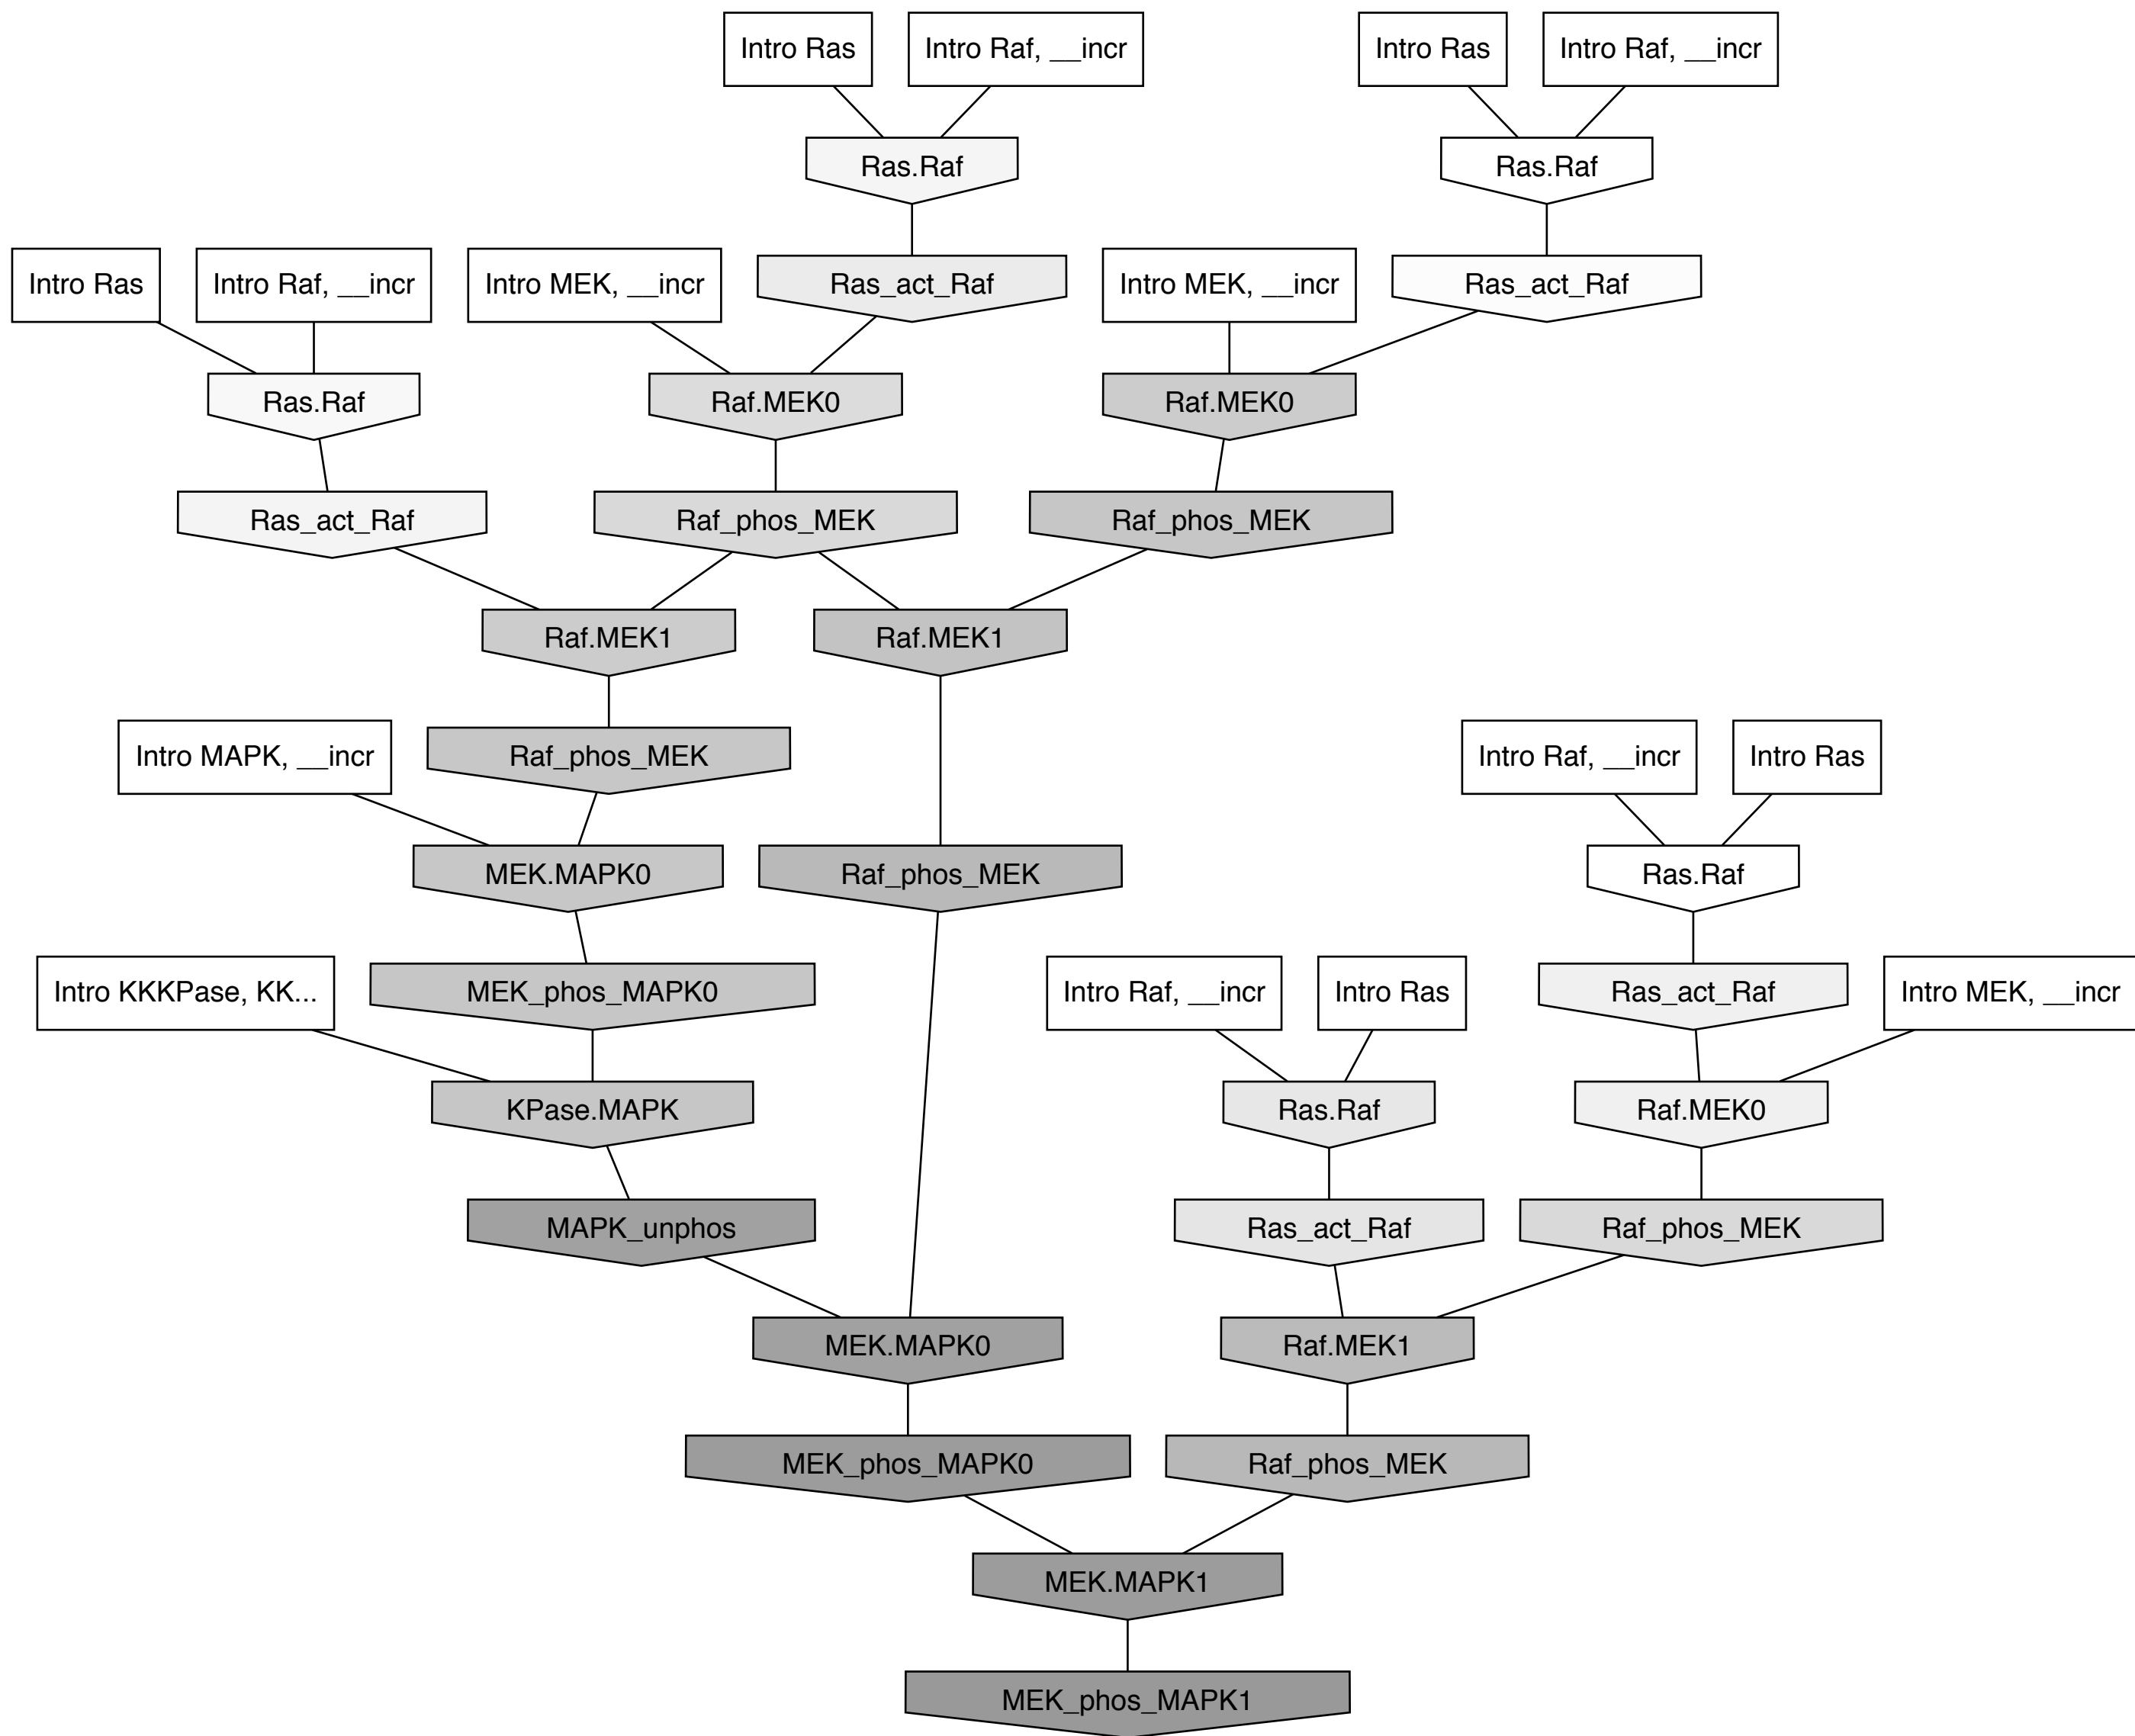 Intro Ras
Intro Raf, __incr
Intro Ras
Intro Raf, __incr
Ras.Raf
Ras.Raf
Intro Ras
Intro Raf, __incr
Intro MEK, __incr
Ras_act_Raf
Intro MEK, __incr
Ras_act_Raf
Ras.Raf
Raf.MEK0
Raf.MEK0
Ras_act_Raf
Raf_phos_MEK
Raf_phos_MEK
Raf.MEK1
Raf.MEK1
Intro MAPK, __incr
Raf_phos_MEK
Intro Raf, __incr
Intro Ras
MEK.MAPK0
Raf_phos_MEK
Ras.Raf
Intro KKKPase, KK...
MEK_phos_MAPK0
Intro Raf, __incr
Intro Ras
Ras_act_Raf
Intro MEK, __incr
KPase.MAPK
Ras.Raf
Raf.MEK0
MAPK_unphos
Ras_act_Raf
Raf_phos_MEK
MEK.MAPK0
Raf.MEK1
MEK_phos_MAPK0
Raf_phos_MEK
MEK.MAPK1
MEK_phos_MAPK1